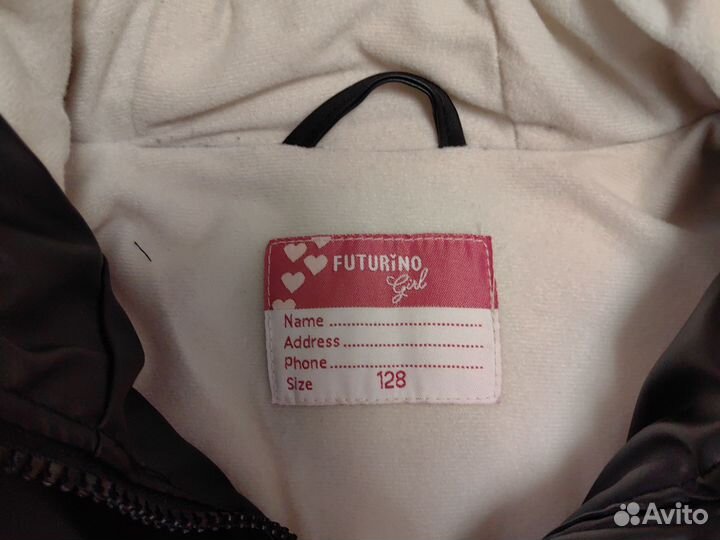 FUTURiNO
Girl
Name ........................
Address ........................
Phone ........................
Size 128
Avito